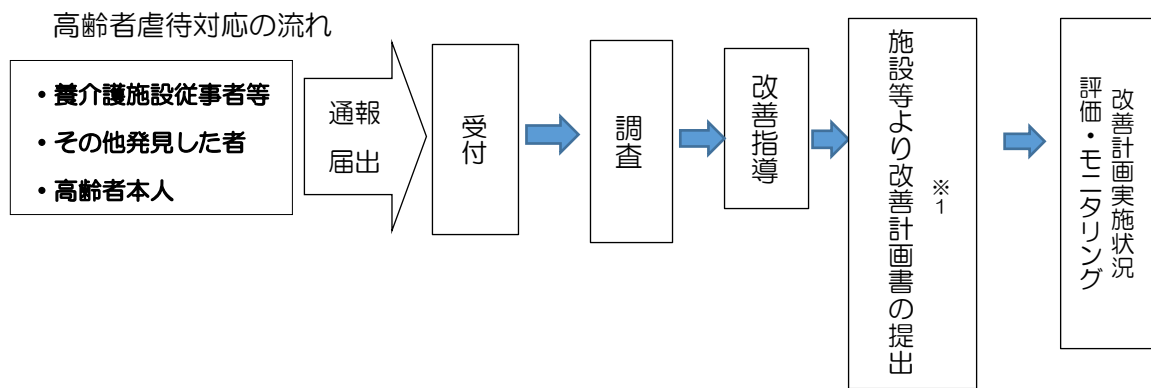 高齢者虐待対応の流れ
・養介護施設従事者等
・その他発見した者
・高齢者本人
通報
届出
受付
調査
改善指導
施設等より改善計画書の提出
※1
改善計画実施状況
評価・モニタリング